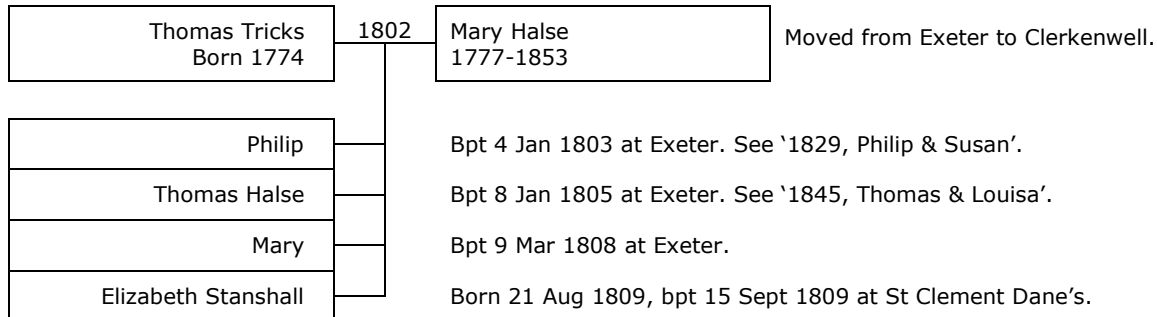 Thomas Tricks
Born 1774
1802
Mary Halse
1777-1853
Moved from Exeter to Clerkenwell.
Philip
Bpt 4 Jan 1803 at Exeter. See ‘1829, Philip & Susan’.
Thomas Halse
Bpt 8 Jan 1805 at Exeter. See ‘1845, Thomas & Louisa’.
Mary
Bpt 9 Mar 1808 at Exeter.
Elizabeth Stanshall
Born 21 Aug 1809, bpt 15 Sept 1809 at St Clement Dane’s.